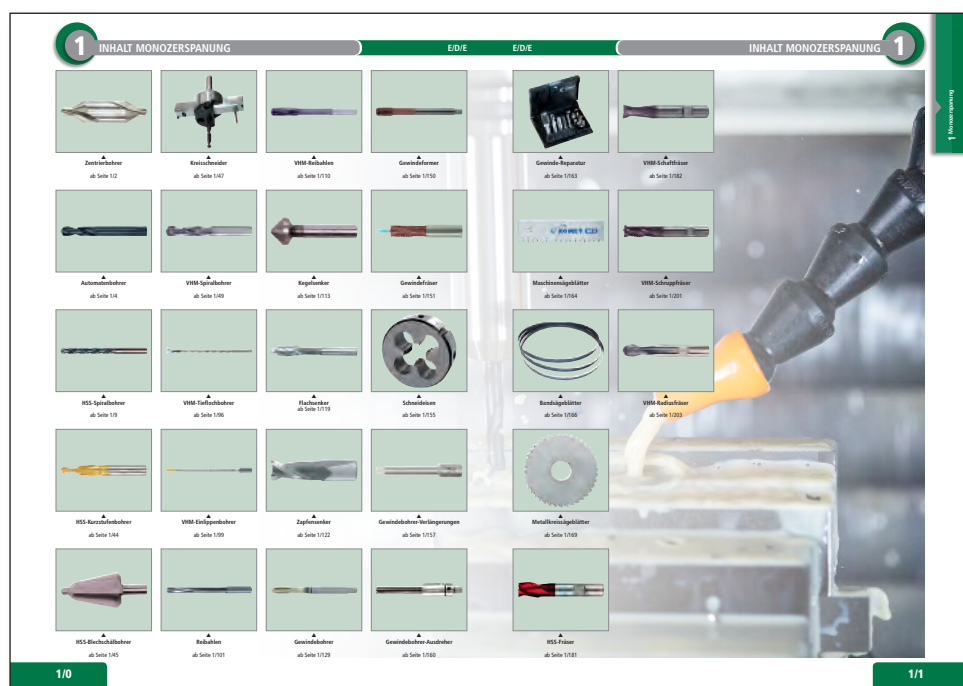 1 INHALT MONOZERSPANUNG
E/D/E
E/D/E
INHALT MONOZERSPANUNG 1
1 Monozerspanung
Zentrierbohrer
ab Seite 1/2
Kreisschneider
ab Seite 1/47
VHM-Reibahlen
ab Seite 1/110
Gewindeformer
ab Seite 1/150
Gewinde-Reparatur
ab Seite 1/163
VHM-Schaftfräser
ab Seite 1/182
Automatenbohrer
ab Seite 1/4
VHM-Spiralbohrer
ab Seite 1/49
Kegelsenker
ab Seite 1/113
Gewindefräser
ab Seite 1/151
Maschinensägeblätter
ab Seite 1/164
VHM-Schruppfräser
ab Seite 1/201
HSS-Spiralbohrer
ab Seite 1/9
VHM-Tieflochbohrer
ab Seite 1/96
Flachsenker
ab Seite 1/119
Schneideisen
ab Seite 1/155
Bandsägeblätter
ab Seite 1/166
VHM-Radiusfräser
ab Seite 1/203
HSS-Kurzstufenbohrer
ab Seite 1/44
VHM-Einlippenbohrer
ab Seite 1/99
Zapfensenker
ab Seite 1/122
Gewindebohrer-Verlängerungen
ab Seite 1/157
Metallkreissägeblätter
ab Seite 1/169
HSS-Blechschälbohrer
ab Seite 1/45
Reibahlen
ab Seite 1/101
Gewindebohrer
ab Seite 1/129
Gewindebohrer-Ausdreher
ab Seite 1/160
HSS-Fräser
ab Seite 1/181
1/0
1/1